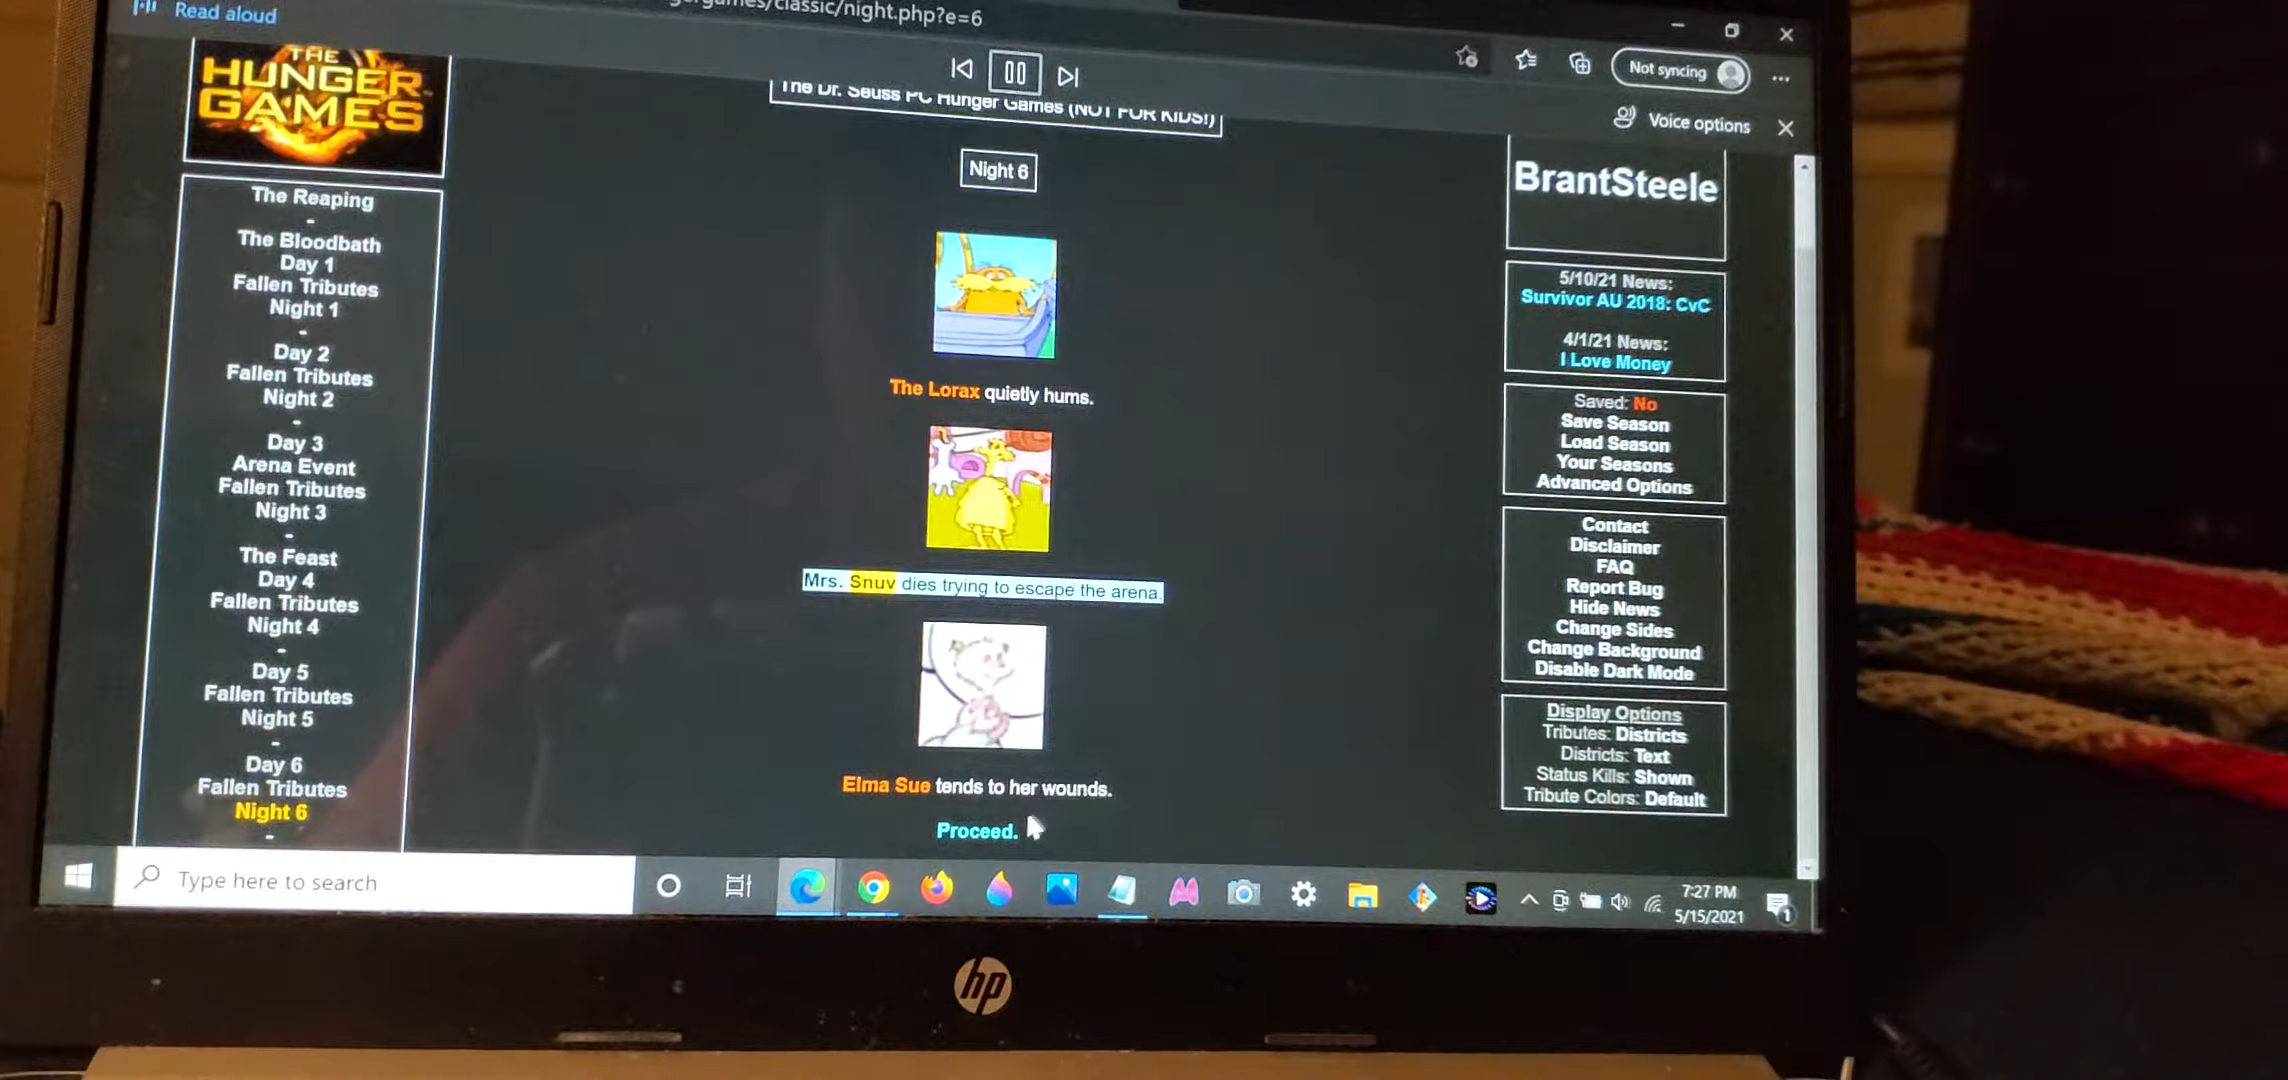 Read aloud
games/classic/night.php?e=6
Not syncing
Voice options
THE
HUNGER
GAMES
The Dr. Seuss PC Hunger Games (NOT FOR KIDS!)
Night 6
The Reaping
-
The Bloodbath
Day 1
Fallen Tributes
Night 1
-
Day 2
Fallen Tributes
Night 2
-
Day 3
Arena Event
Fallen Tributes
Night 3
-
The Feast
Day 4
Fallen Tributes
Night 4
-
Day 5
Fallen Tributes
Night 5
-
Day 6
Fallen Tributes
Night 6
-
The Lorax quietly hums.
Mrs. Snuv dies trying to escape the arena.
Elma Sue tends to her wounds.
Proceed.
BrantSteele
5/10/21 News:
Survivor AU 2018: CvC
4/1/21 News:
I Love Money
Saved: No
Save Season
Load Season
Your Seasons
Advanced Options
Contact
Disclaimer
FAQ
Report Bug
Hide News
Change Sides
Change Background
Disable Dark Mode
Display Options
Tributes: Districts
Districts: Text
Status Kills: Shown
Tribute Colors: Default
Type here to search
7:27 PM
5/15/2021
1
hp